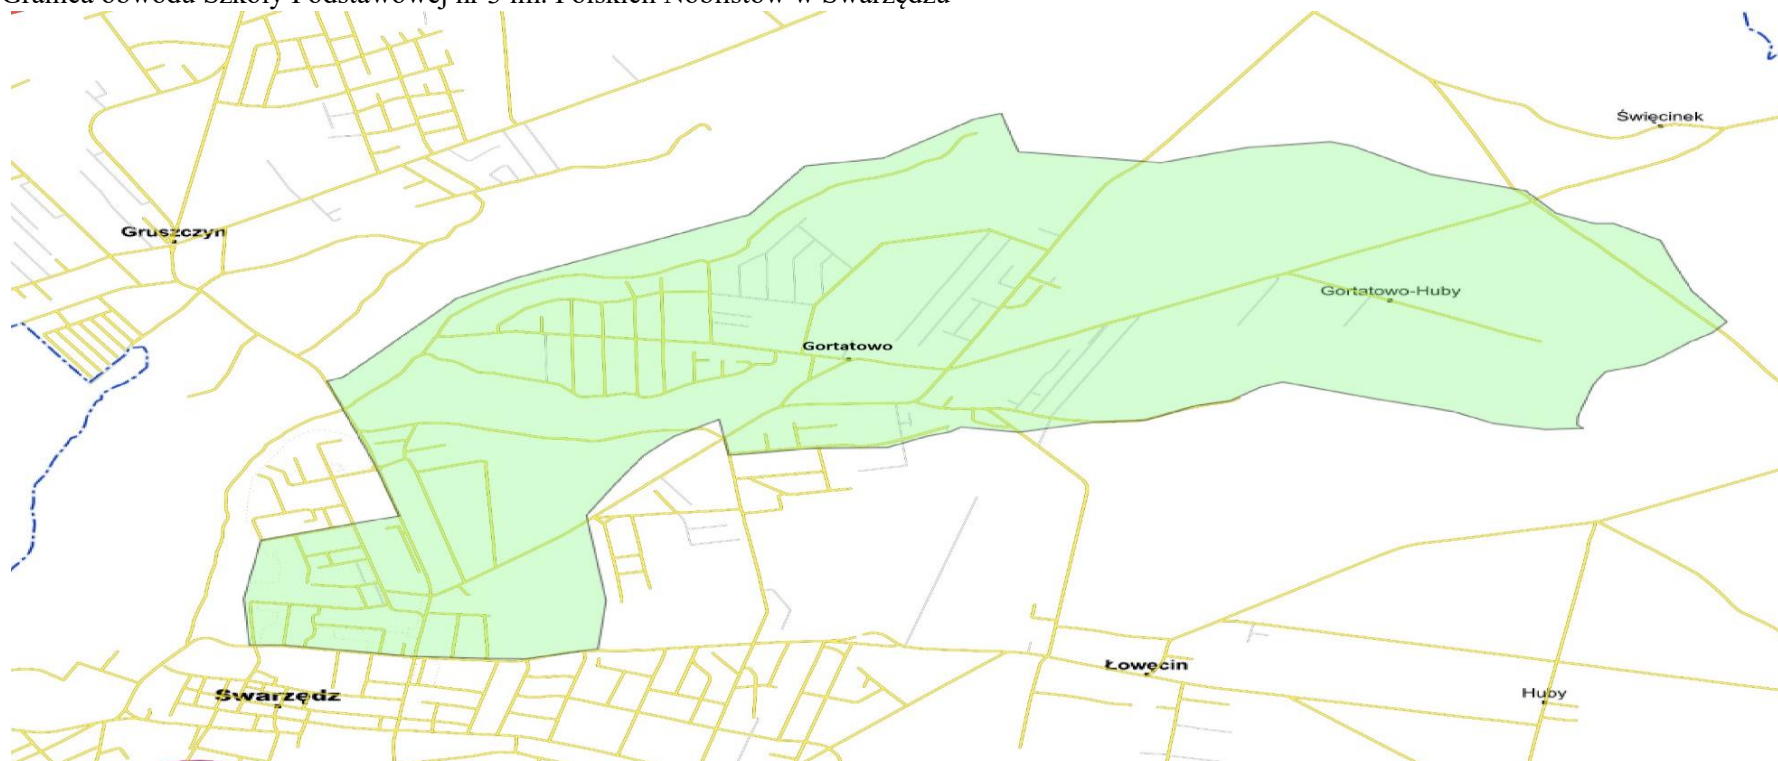 Granica obwodu Szkoły Podstawowej nr 5 im. Polskich Noblistów w Swarzędzu
Święcinek
Gruszczyn
Gortatowo-Huby
Gortatowo
Łowęcin
Swarzędz
Huby